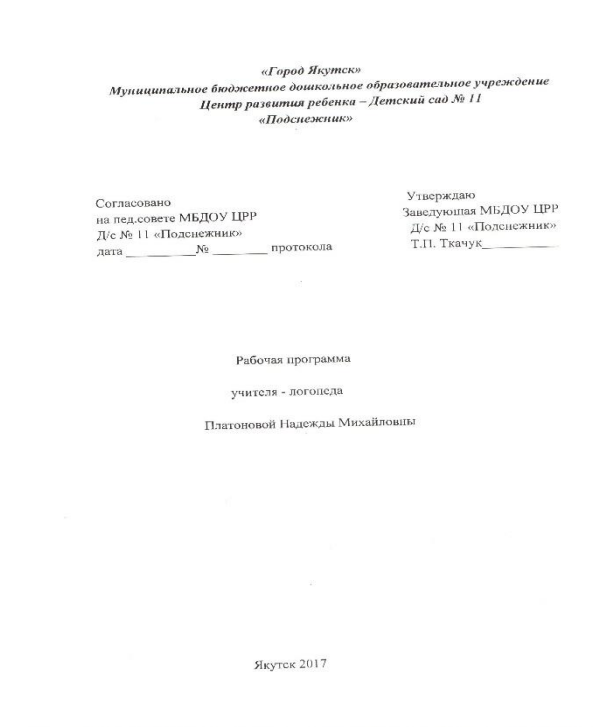 «Город Якутск»
Муниципальное бюджетное дошкольное образовательное учреждение
Центр развития ребенка – Детский сад № 11
«Подснежник»
Согласовано
на пед.совете МБДОУ ЦРР
Д/с № 11 «Подснежник»
дата __________№ ________ протокола
Утверждаю
Заведующая МБДОУ ЦРР
Д/с № 11 «Подснежник»
Т.П. Ткачук___________
Рабочая программа
учителя - логопеда
Платоновой Надежды Михайловны
Якутск 2017